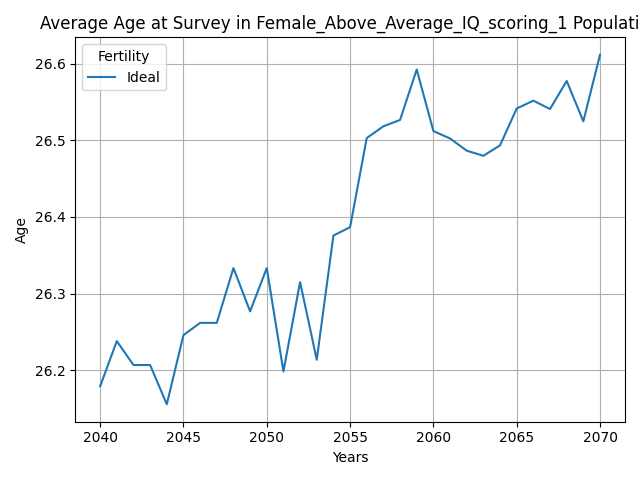 Average Age at Survey in Female_Above_Average_IQ_scoring_1 Populati
Fertility
Ideal
26.6
26.5
26.4
26.3
26.2
Age
2040 2045 2050 2055 2060 2065 2070
Years